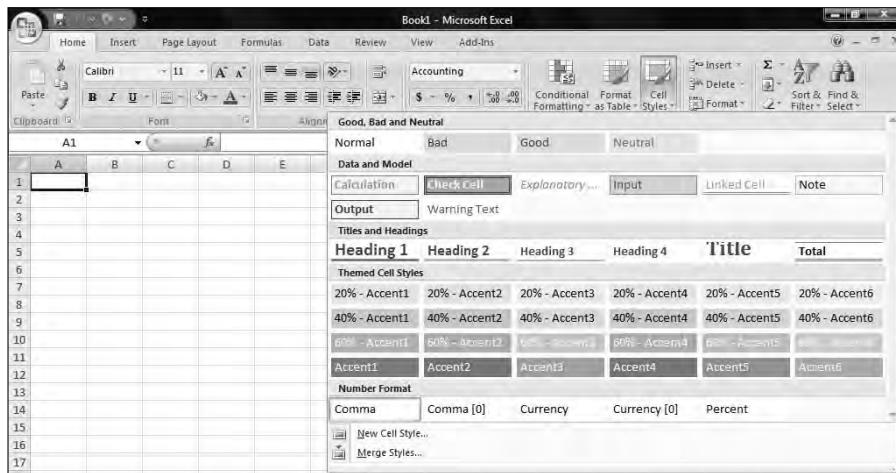 Book1 - Microsoft Excel
Home Insert Page Layout Formulas Data Review View Add-Ins
Calibri 11 A A Accounting Insert Σ
Paste B I U A $ % , .0 .00 .00 .0 Conditional Formatting Format as Table Cell Styles Delete Format Sort & Filter Find & Select
Clipboard Font Alignm
A1 fx
A B C D E
1
2
3
4
5
6
7
8
9
10
11
12
13
14
15
16
17
Good, Bad and Neutral
Normal Bad Good Neutral
Data and Model
Calculation Check Cell Explanatory ... Input Linked Cell Note
Output Warning Text
Titles and Headings
Heading 1 Heading 2 Heading 3 Heading 4 Title Total
Themed Cell Styles
20% - Accent1 20% - Accent2 20% - Accent3 20% - Accent4 20% - Accent5 20% - Accent6
40% - Accent1 40% - Accent2 40% - Accent3 40% - Accent4 40% - Accent5 40% - Accent6
60% - Accent1 60% - Accent2 60% - Accent3 60% - Accent4
Accent1 Accent2 Accent3 Accent4 Accent5 Accent6
Number Format
Comma Comma [0] Currency Currency [0] Percent
New Cell Style...
Merge Styles...